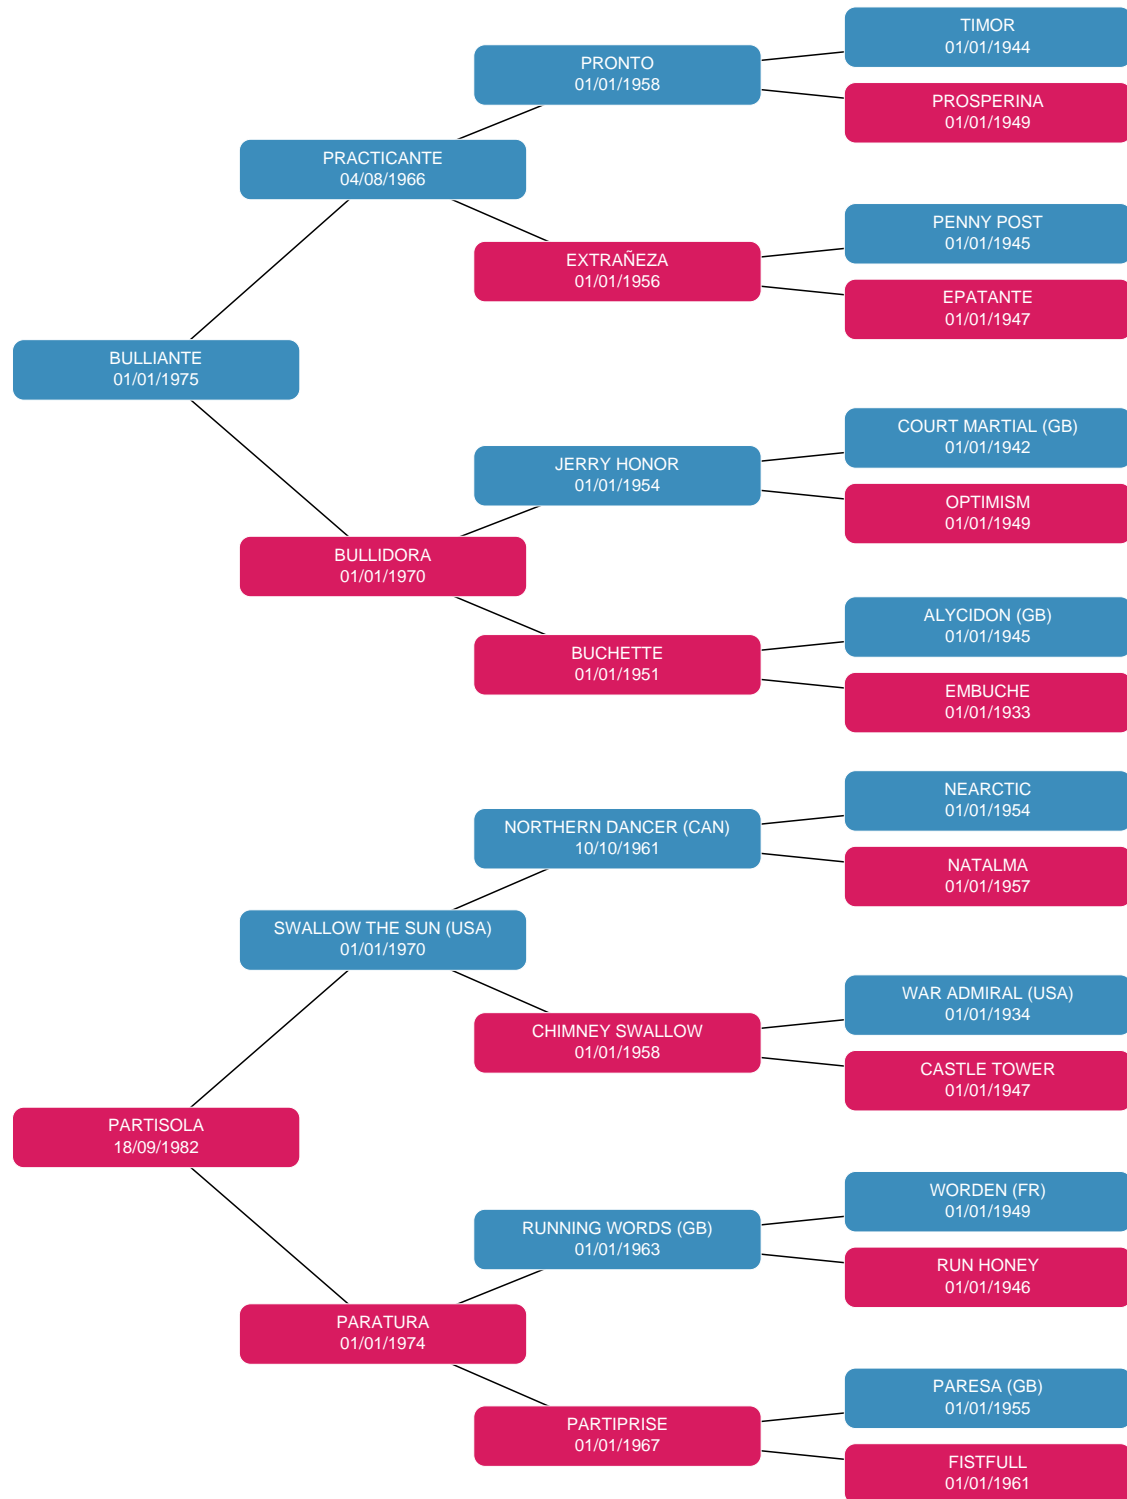 TIMOR
01/01/1944
PRONTO
01/01/1958
PROSPERINA
01/01/1949
PRACTICANTE
04/08/1966
PENNY POST
01/01/1945
EXTRAÑEZA
01/01/1956
EPATANTE
01/01/1947
BULLIANTE
01/01/1975
COURT MARTIAL (GB)
01/01/1942
JERRY HONOR
01/01/1954
OPTIMISM
01/01/1949
BULLIDORA
01/01/1970
ALYCIDON (GB)
01/01/1945
BUCHETTE
01/01/1951
EMBUCHE
01/01/1933
NEARCTIC
01/01/1954
NORTHERN DANCER (CAN)
10/10/1961
NATALMA
01/01/1957
SWALLOW THE SUN (USA)
01/01/1970
WAR ADMIRAL (USA)
01/01/1934
CHIMNEY SWALLOW
01/01/1958
CASTLE TOWER
01/01/1947
PARTISOLA
18/09/1982
WORDEN (FR)
01/01/1949
RUNNING WORDS (GB)
01/01/1963
RUN HONEY
01/01/1946
PARATURA
01/01/1974
PARESA (GB)
01/01/1955
PARTIPRISE
01/01/1967
FISTFULL
01/01/1961